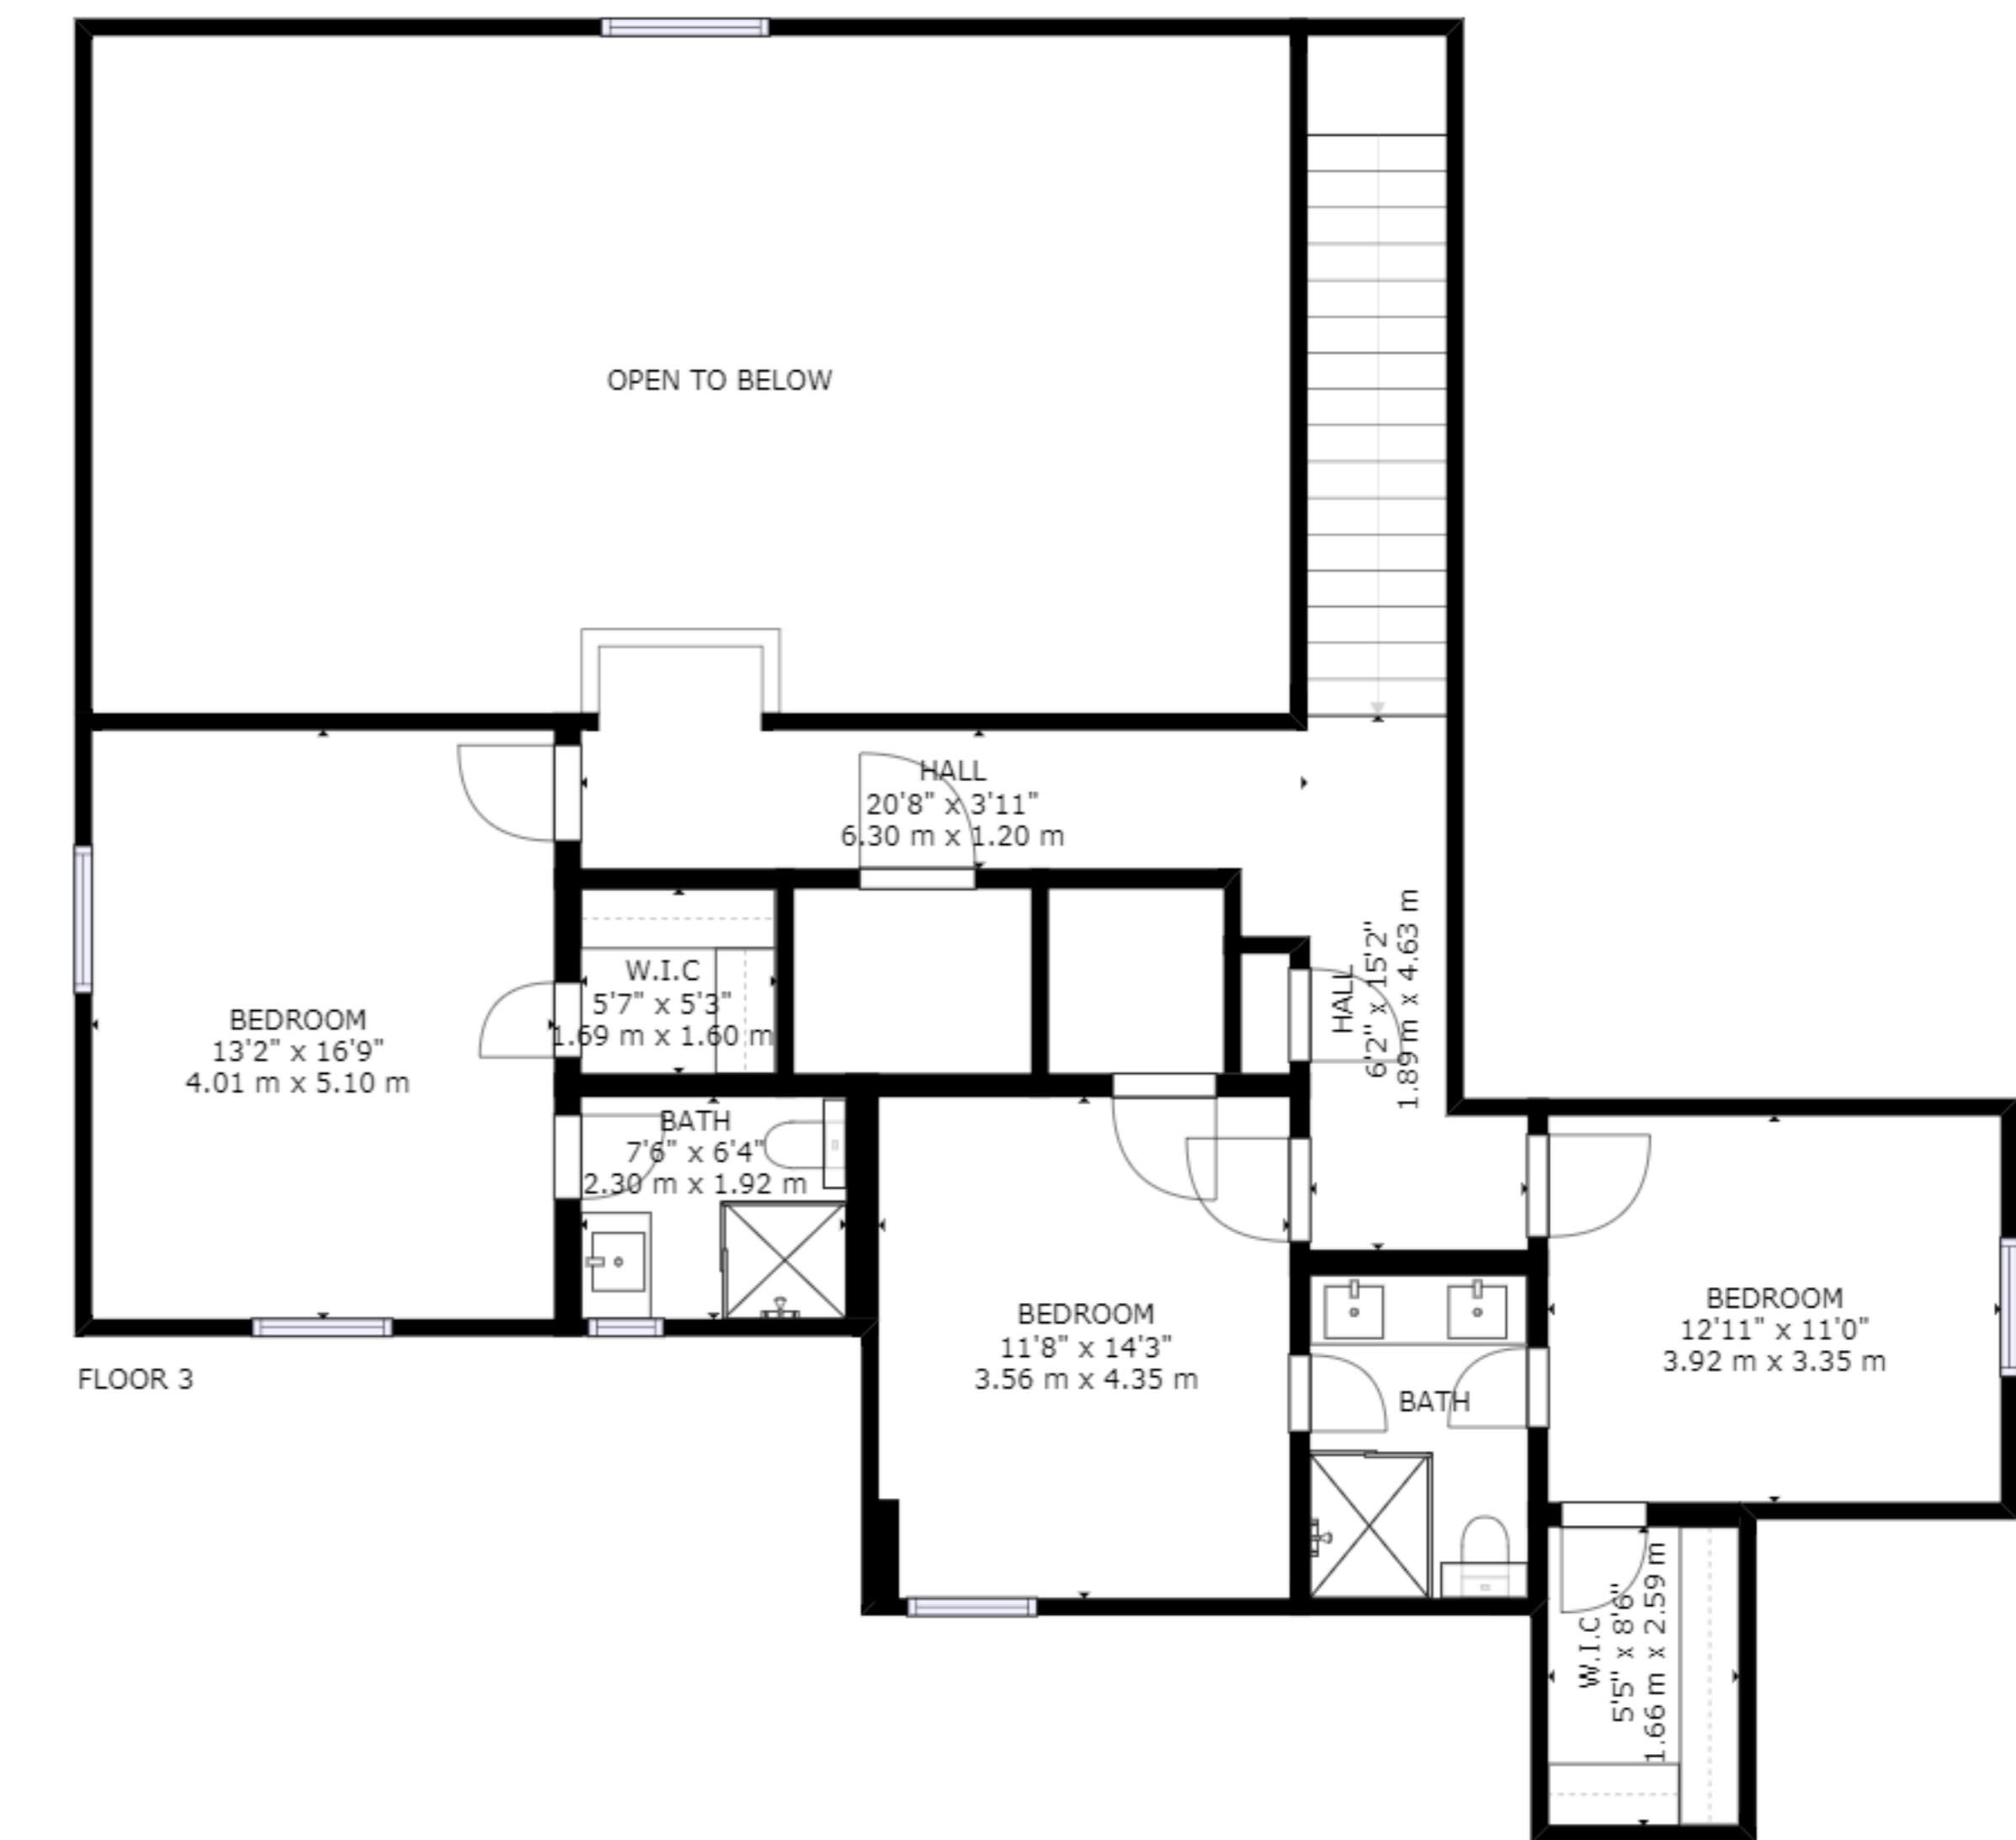 OPEN TO BELOW
HALL
20'8" x 3'11"
6.30 m x 1.20 m
HALL
6'2" x 15'2"
1.89 m x 4.63 m
W.I.C
5'7" x 5'3"
1.69 m x 1.60 m
BEDROOM
13'2" x 16'9"
4.01 m x 5.10 m
BATH
7'6" x 6'4"
2.30 m x 1.92 m
BEDROOM
11'8" x 14'3"
3.56 m x 4.35 m
BEDROOM
12'11" x 11'0"
3.92 m x 3.35 m
FLOOR 3
BATH
W.I.C
5'5" x 8'6"
1.66 m x 2.59 m